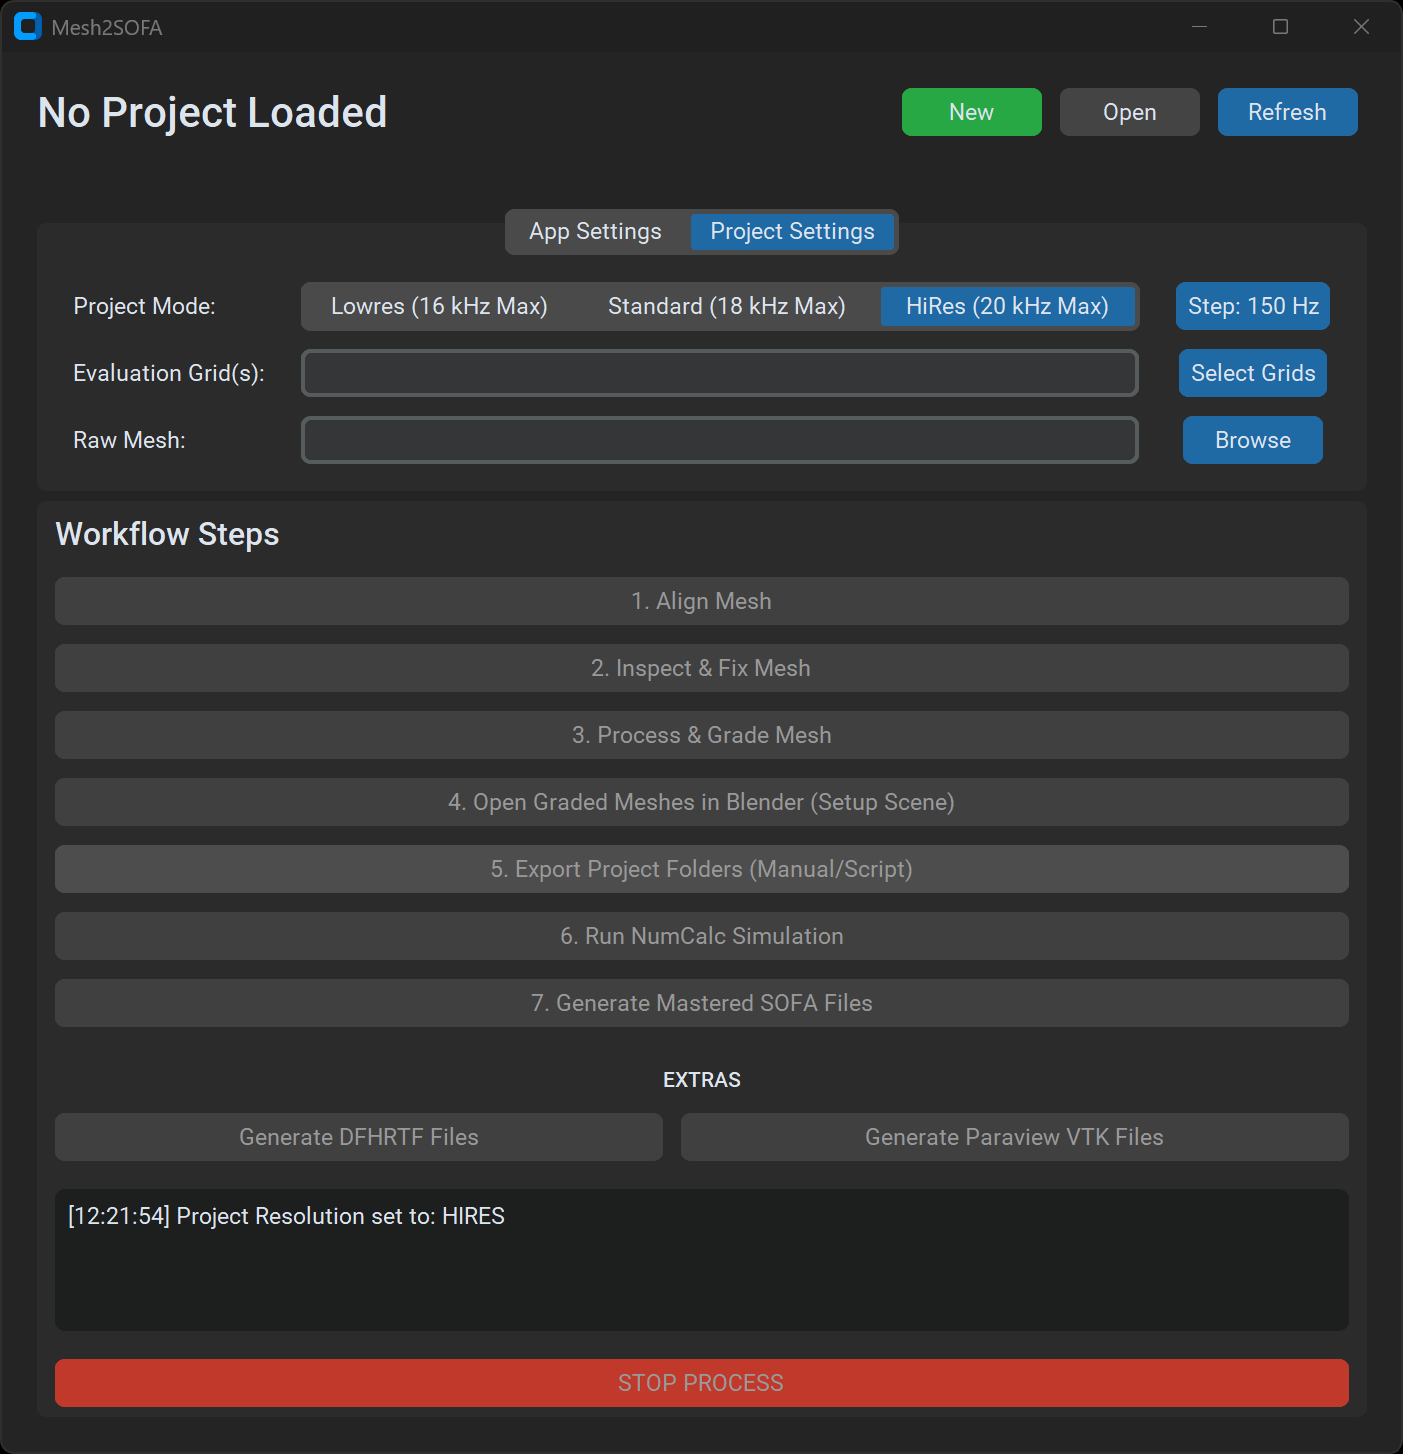 Mesh2SOFA
No Project Loaded
New
Open
Refresh
App Settings
Project Settings
Project Mode:
Lowres (16 kHz Max)
Standard (18 kHz Max)
HiRes (20 kHz Max)
Step: 150 Hz
Evaluation Grid(s):
Select Grids
Raw Mesh:
Browse
Workflow Steps
1. Align Mesh
2. Inspect & Fix Mesh
3. Process & Grade Mesh
4. Open Graded Meshes in Blender (Setup Scene)
5. Export Project Folders (Manual/Script)
6. Run NumCalc Simulation
7. Generate Mastered SOFA Files
EXTRAS
Generate DFHRTF Files
Generate Paraview VTK Files
[12:21:54] Project Resolution set to: HIRES
STOP PROCESS